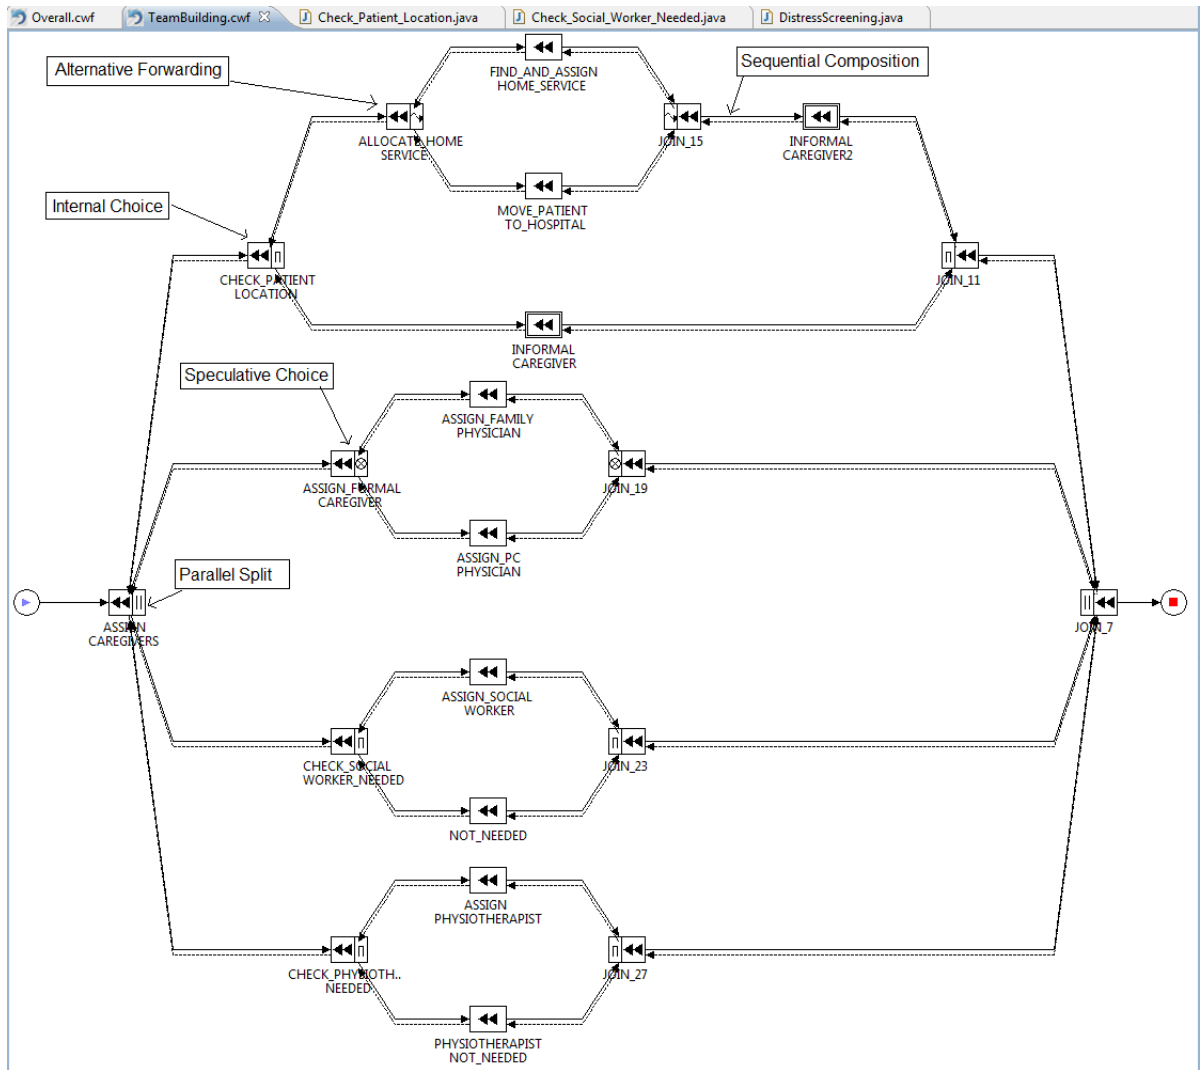 Overall.cwf
TeamBuilding.cwf
Check_Patient_Location.java
Check_Social_Worker_Needed.java
DistressScreening.java
Alternative Forwarding
Sequential Composition
FIND_AND_ASSIGN
HOME_SERVICE
ALLOCATE_HOME
SERVICE
JOIN_15
INFORMAL
CAREGIVER2
MOVE_PATIENT
TO_HOSPITAL
Internal Choice
CHECK_PATIENT
LOCATION
JOIN_11
INFORMAL
CAREGIVER
Speculative Choice
ASSIGN_FAMILY
PHYSICIAN
ASSIGN_FORMAL
CAREGIVER
JOIN_19
ASSIGN_PC
PHYSICIAN
Parallel Split
ASSIGN
CAREGIVERS
JOIN_7
ASSIGN_SOCIAL
WORKER
CHECK_SOCIAL
WORKER_NEEDED
JOIN_23
NOT_NEEDED
ASSIGN
PHYSIOTHERAPIST
CHECK_PHYSIOTH..
NEEDED
JOIN_27
PHYSIOTHERAPIST
NOT_NEEDED